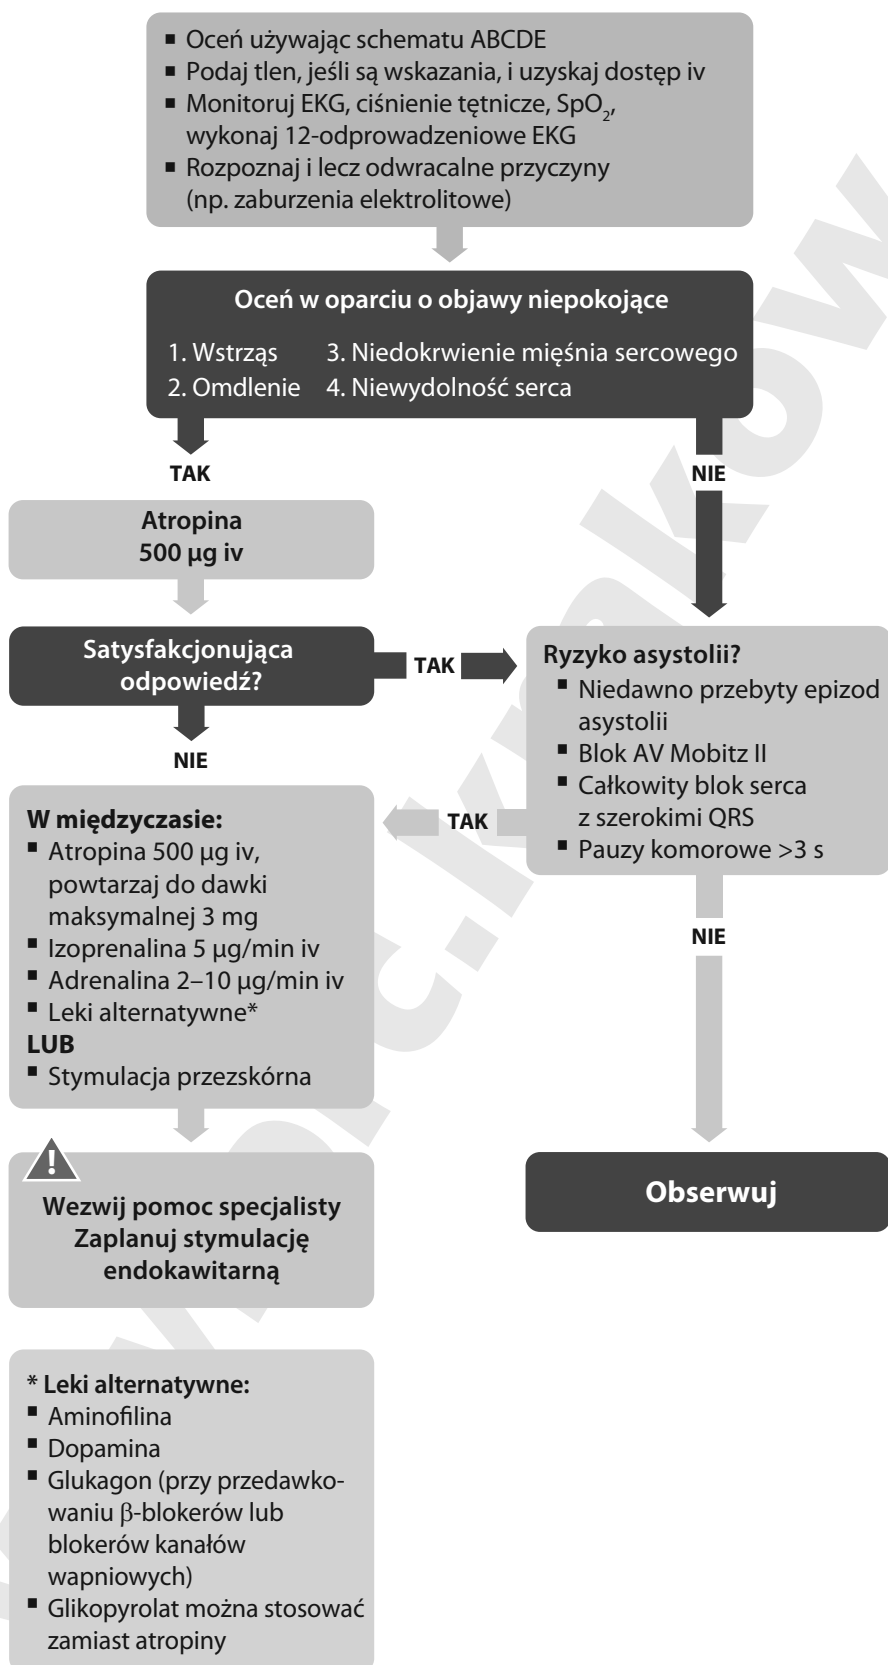 ▪ Oceń używając schematu ABCDE
▪ Podaj tlen, jeśli są wskazania, i uzyskaj dostęp iv
▪ Monitoruj EKG, ciśnienie tętnicze, SpO₂,
wykonaj 12-odprowadzeniowe EKG
▪ Rozpoznaj i lecz odwracalne przyczyny
(np. zaburzenia elektrolitowe)
Oceń w oparciu o objawy niepokojące
1. Wstrząs 3. Niedokrwienie mięśnia sercowego
2. Omdlenie 4. Niewydolność serca
TAK
NIE
Atropina
500 µg iv
Satysfakcjonująca
odpowiedź?
TAK
NIE
Ryzyko asystolii?
▪ Niedawno przebyty epizod
asystolii
▪ Blok AV Mobitz II
▪ Całkowity blok serca
z szerokimi QRS
▪ Pauzy komorowe >3 s
TAK
NIE
W międzyczasie:
▪ Atropina 500 µg iv,
powtarzaj do dawki
maksymalnej 3 mg
▪ Izoprenalina 5 µg/min iv
▪ Adrenalina 2–10 µg/min iv
▪ Leki alternatywne*
LUB
▪ Stymulacja przezskórna
!
Wezwij pomoc specjalisty
Zaplanuj stymulację
endokawitarną
Obserwuj
* Leki alternatywne:
▪ Aminofilina
▪ Dopamina
▪ Glukagon (przy przedawko-
waniu β-blokerów lub
blokerów kanałów
wapniowych)
▪ Glikopyrolat można stosować
zamiast atropiny